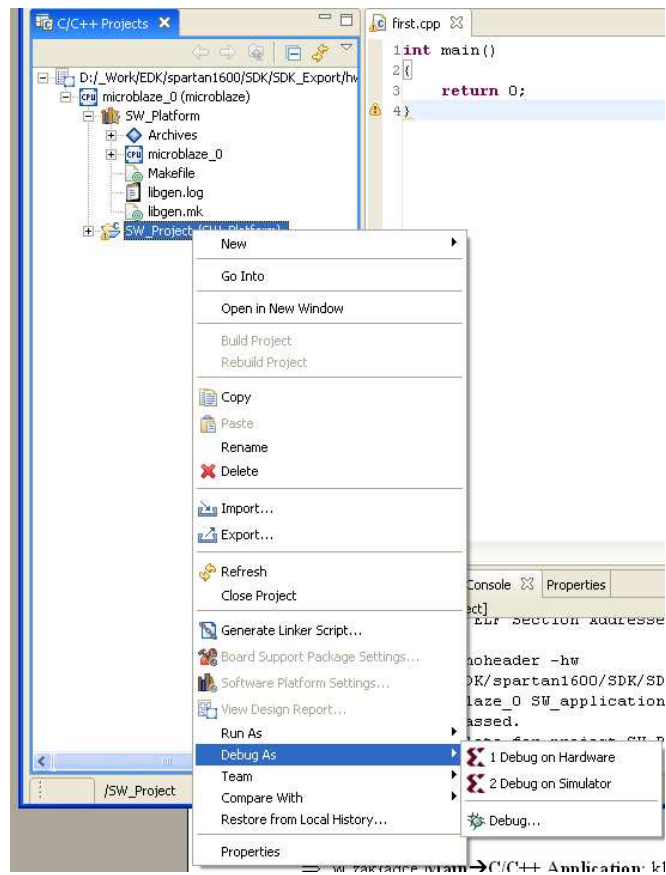 C/C++ Projects
D:/_Work/EDK/spartan1600/SDK/SDK_Export/hw
microblaze_0 (microblaze)
SW_Platform
Archives
microblaze_0
Makefile
libgen.log
libgen.mk
SW_Project (SW_Platform)
/SW_Project
first.cpp
1 int main()
2 {
3 return 0;
4 }
New
Go Into
Open in New Window
Build Project
Rebuild Project
Copy
Paste
Rename
Delete
Import...
Export...
Refresh
Close Project
Generate Linker Script...
Board Support Package Settings...
Software Platform Settings...
View Design Report...
Run As
Debug As
Team
Compare With
Restore from Local History...
Properties
1 Debug on Hardware
2 Debug on Simulator
Debug...
Console Properties
ect]
ELF Section Addresse
noheader -hw
DK/spartan1600/SDK/SD
laze_0 SW_application
assed.
W zakładce Main→C/C++ Application: kl